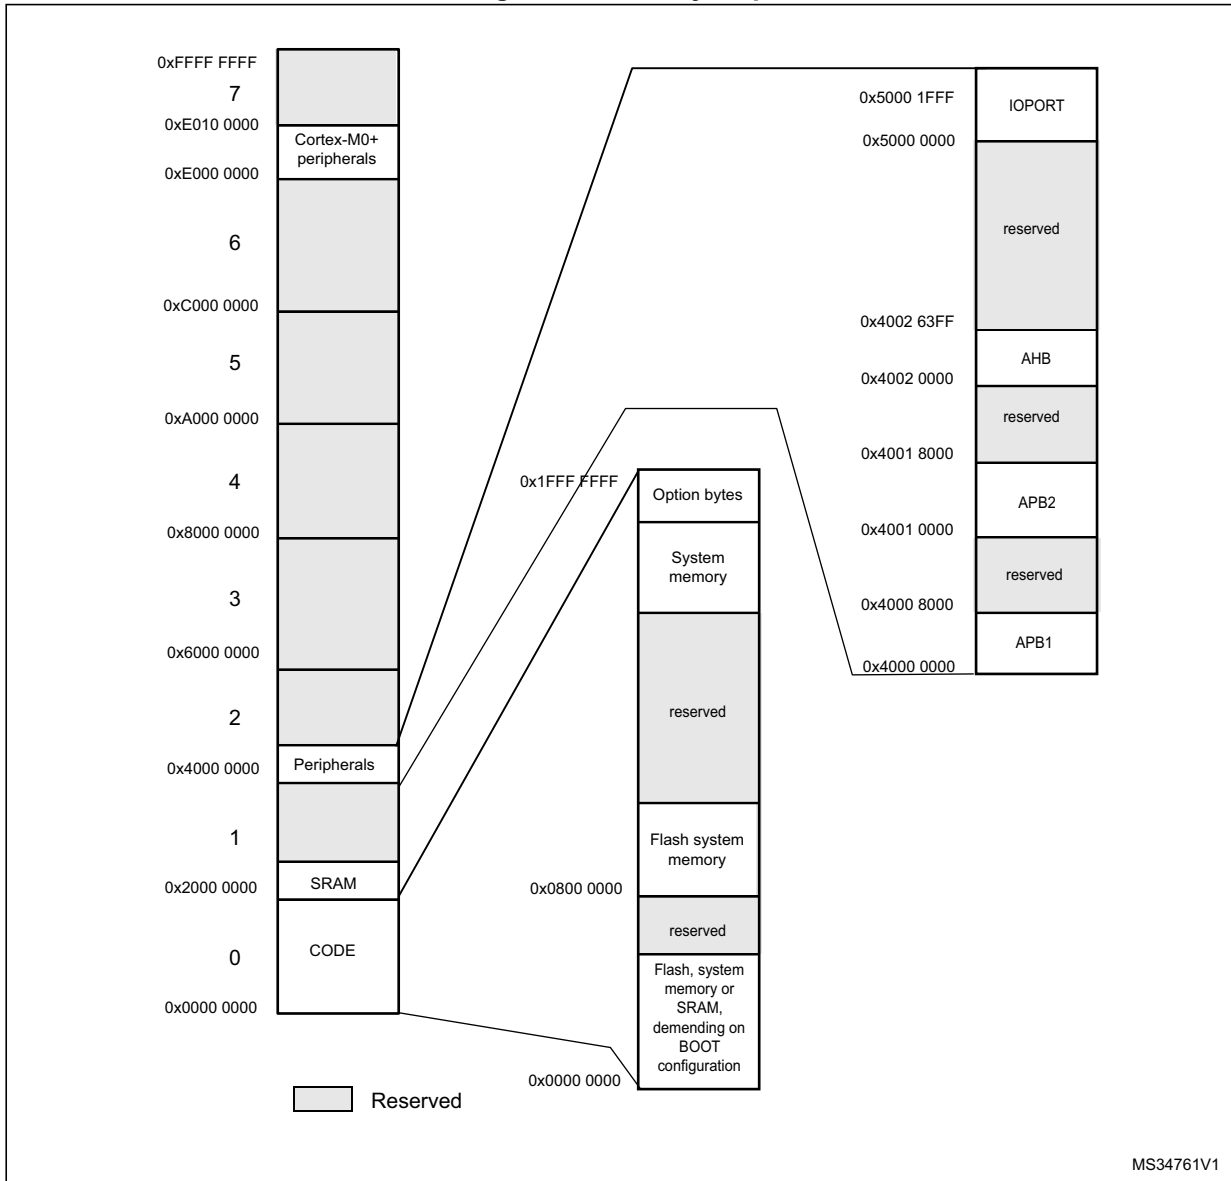 0xFFFF FFFF
7
0xE010 0000
Cortex-M0+
peripherals
0xE000 0000
6
0xC000 0000
5
0xA000 0000
4
0x8000 0000
3
0x6000 0000
2
0x4000 0000
Peripherals
1
0x2000 0000
SRAM
0
CODE
0x0000 0000
Reserved
0x1FFF FFFF
Option bytes
System
memory
reserved
Flash system
memory
0x0800 0000
reserved
Flash, system
memory or
SRAM,
demending on
BOOT
configuration
0x0000 0000
0x5000 1FFF
IOPORT
0x5000 0000
reserved
0x4002 63FF
AHB
0x4002 0000
reserved
0x4001 8000
APB2
0x4001 0000
reserved
0x4000 8000
APB1
0x4000 0000
MS34761V1